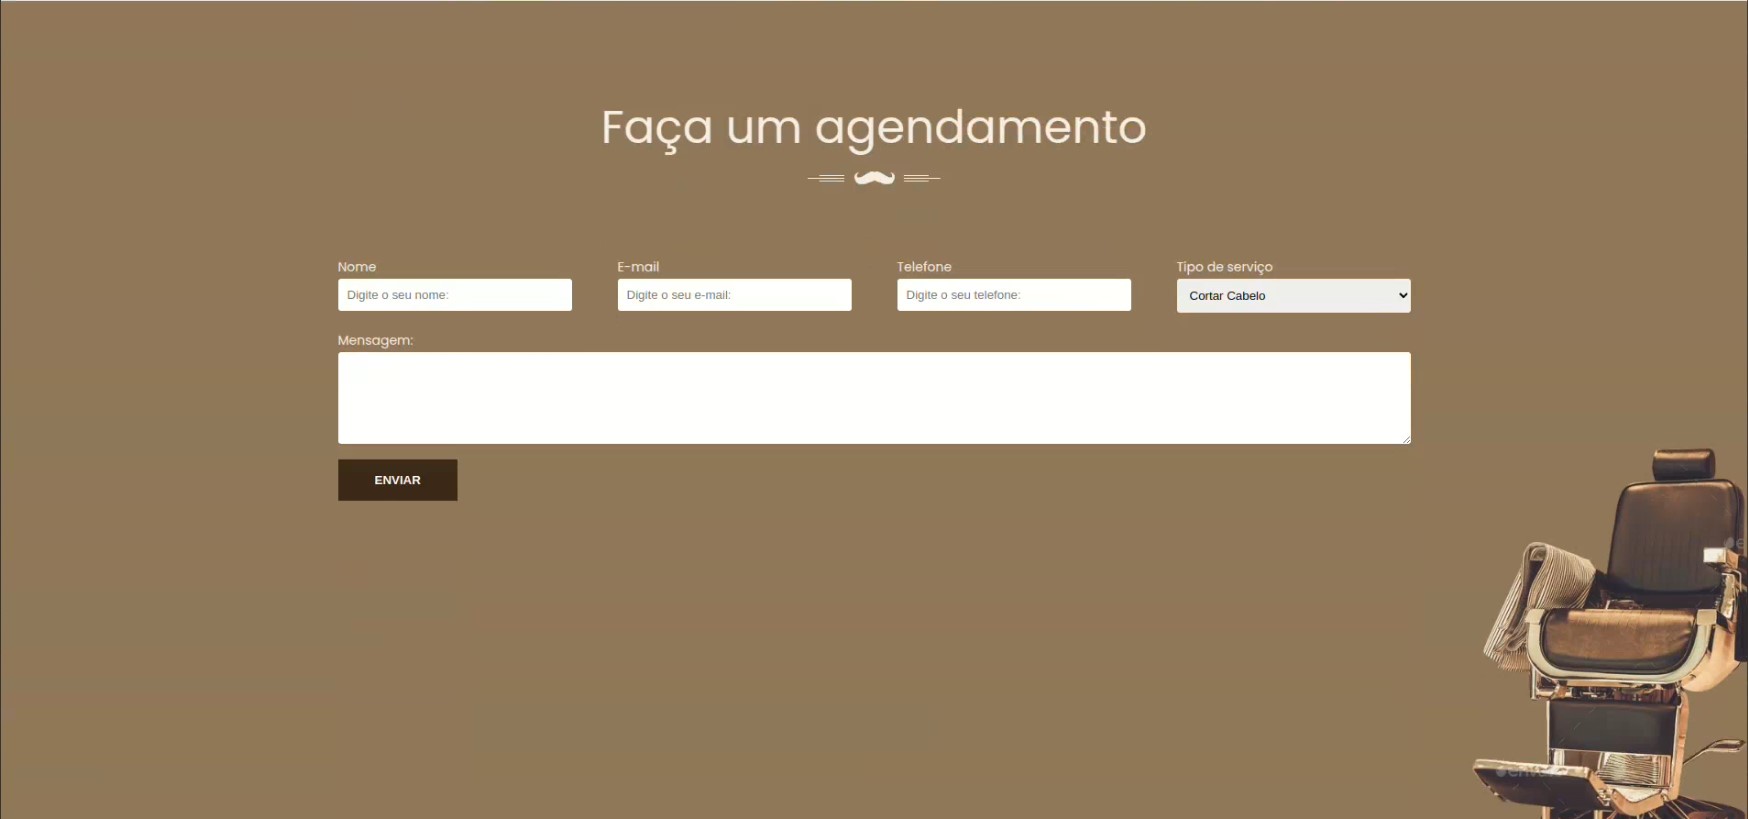 Faça um agendamento
Nome
E-mail
Telefone
Tipo de serviço
Digite o seu nome:
Digite o seu e-mail:
Digite o seu telefone:
Cortar Cabelo
Mensagem:
ENVIAR